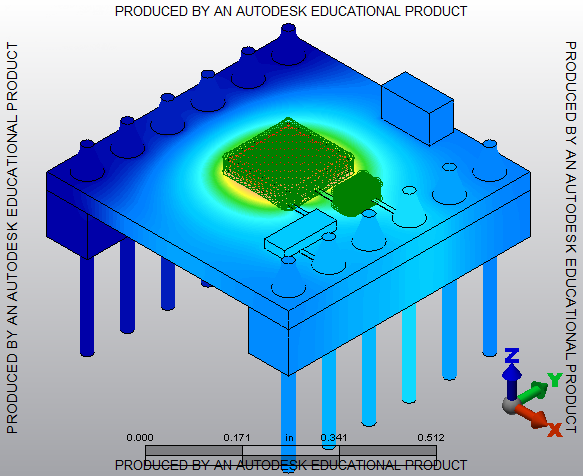 PRODUCED BY AN AUTODESK EDUCATIONAL PRODUCT
PRODUCED BY AN AUTODESK EDUCATIONAL PRODUCT
PRODUCED BY AN AUTODESK EDUCATIONAL PRODUCT
Z
Y
X
0.000 0.171 in 0.341 0.512
PRODUCED BY AN AUTODESK EDUCATIONAL PRODUCT